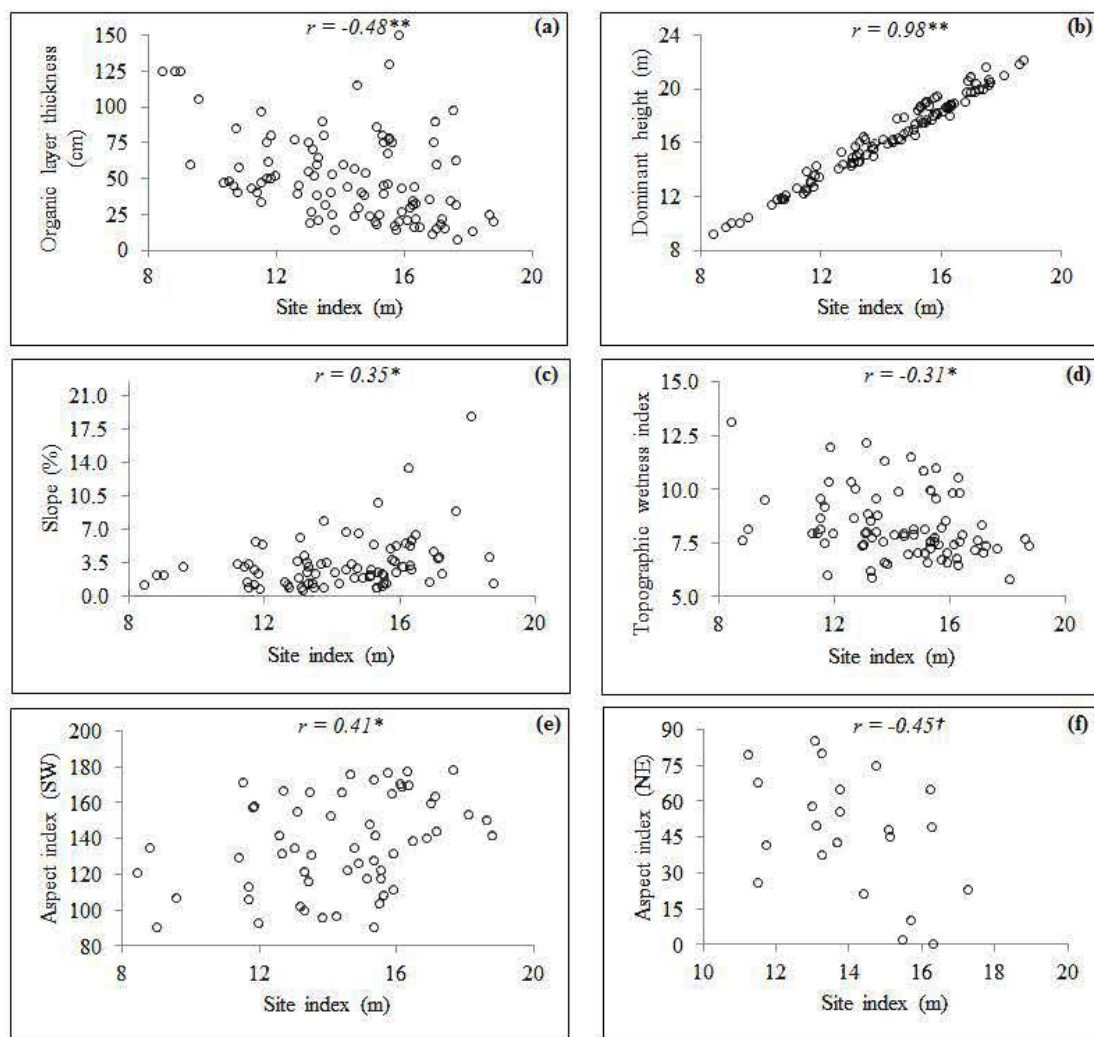 r = -0.48**
(a)
Organic layer thickness
(cm)
150
125
100
75
50
25
0
8
12
16
20
Site index (m)
r = 0.98**
(b)
Dominant height (m)
24
20
16
12
8
8
12
16
20
Site index (m)
r = 0.35*
(c)
Slope (%)
21.0
17.5
14.0
10.5
7.0
3.5
0.0
8
12
16
20
Site index (m)
r = -0.31*
(d)
Topographic wetness index
15.0
12.5
10.0
7.5
5.0
8
12
16
20
Site index (m)
r = 0.41*
(e)
Aspect index (SW)
200
180
160
140
120
100
80
8
12
16
20
Site index (m)
r = -0.45†
(f)
Aspect index (NE)
90
75
60
45
30
15
0
10
12
14
16
18
20
Site index (m)